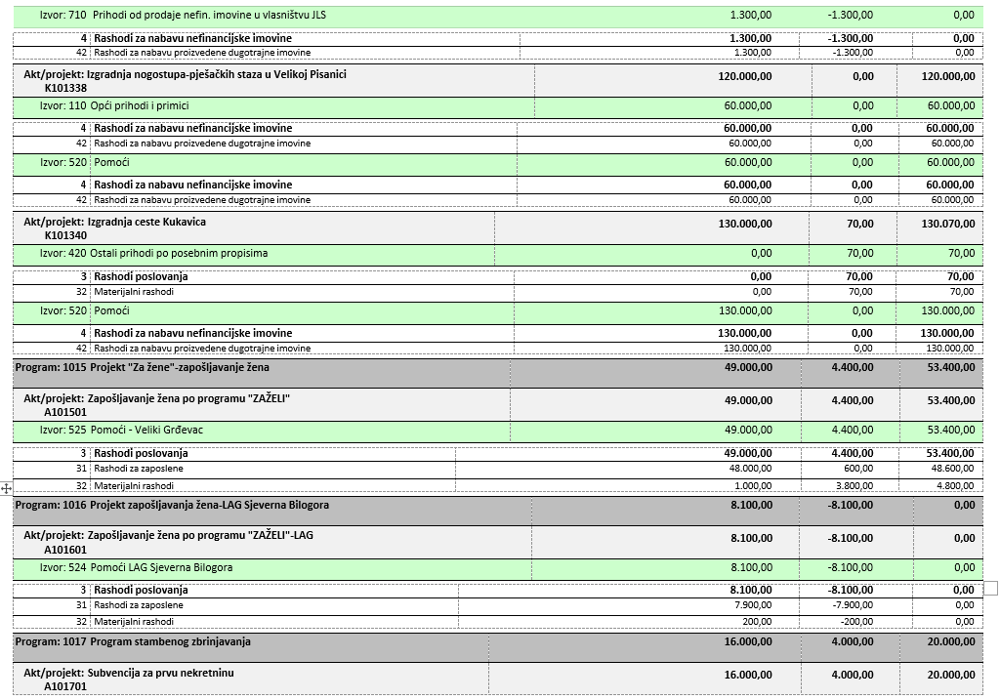 Izvor: 710 Prihodi od prodaje nefin. imovine u vlasništvu JLS 1.300,00 -1.300,00 0,00
4 Rashodi za nabavu nefinancijske imovine 1.300,00 -1.300,00 0,00
42 Rashodi za nabavu proizvedene dugotrajne imovine 1.300,00 -1.300,00 0,00
Akt/projekt: Izgradnja nogostupa-pješačkih staza u Velikoj Pisanici 120.000,00 0,00 120.000,00
K101338
Izvor: 110 Opći prihodi i primici 60.000,00 0,00 60.000,00
4 Rashodi za nabavu nefinancijske imovine 60.000,00 0,00 60.000,00
42 Rashodi za nabavu proizvedene dugotrajne imovine 60.000,00 0,00 60.000,00
Izvor: 520 Pomoći 60.000,00 0,00 60.000,00
4 Rashodi za nabavu nefinancijske imovine 60.000,00 0,00 60.000,00
42 Rashodi za nabavu proizvedene dugotrajne imovine 60.000,00 0,00 60.000,00
Akt/projekt: Izgradnja ceste Kukavica 130.000,00 70,00 130.070,00
K101340
Izvor: 420 Ostali prihodi po posebnim propisima 0,00 70,00 70,00
3 Rashodi poslovanja 0,00 70,00 70,00
32 Materijalni rashodi 0,00 70,00 70,00
Izvor: 520 Pomoći 130.000,00 0,00 130.000,00
4 Rashodi za nabavu nefinancijske imovine 130.000,00 0,00 130.000,00
42 Rashodi za nabavu proizvedene dugotrajne imovine 130.000,00 0,00 130.000,00
Program: 1015 Projekt "Za žene"-zapošljavanje žena 49.000,00 4.400,00 53.400,00
Akt/projekt: Zapošljavanje žena po programu "ZAŽELI" 49.000,00 4.400,00 53.400,00
A101501
Izvor: 525 Pomoći - Veliki Grđevac 49.000,00 4.400,00 53.400,00
3 Rashodi poslovanja 49.000,00 4.400,00 53.400,00
31 Rashodi za zaposlene 48.000,00 600,00 48.600,00
32 Materijalni rashodi 1.000,00 3.800,00 4.800,00
Program: 1016 Projekt zapošljavanja žena-LAG Sjeverna Bilogora 8.100,00 -8.100,00 0,00
Akt/projekt: Zapošljavanje žena po programu "ZAŽELI"-LAG 8.100,00 -8.100,00 0,00
A101601
Izvor: 524 Pomoći LAG Sjeverna Bilogora 8.100,00 -8.100,00 0,00
3 Rashodi poslovanja 8.100,00 -8.100,00 0,00
31 Rashodi za zaposlene 7.900,00 -7.900,00 0,00
32 Materijalni rashodi 200,00 -200,00 0,00
Program: 1017 Program stambenog zbrinjavanja 16.000,00 4.000,00 20.000,00
Akt/projekt: Subvencija za prvu nekretninu 16.000,00 4.000,00 20.000,00
A101701